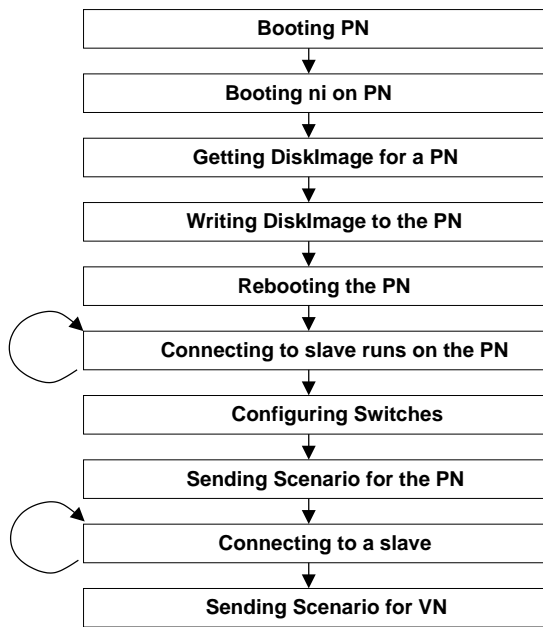 Booting PN
Booting ni on PN
Getting DiskImage for a PN
Writing DiskImage to the PN
Rebooting the PN
Connecting to slave runs on the PN
Configuring Switches
Sending Scenario for the PN
Connecting to a slave
Sending Scenario for VN